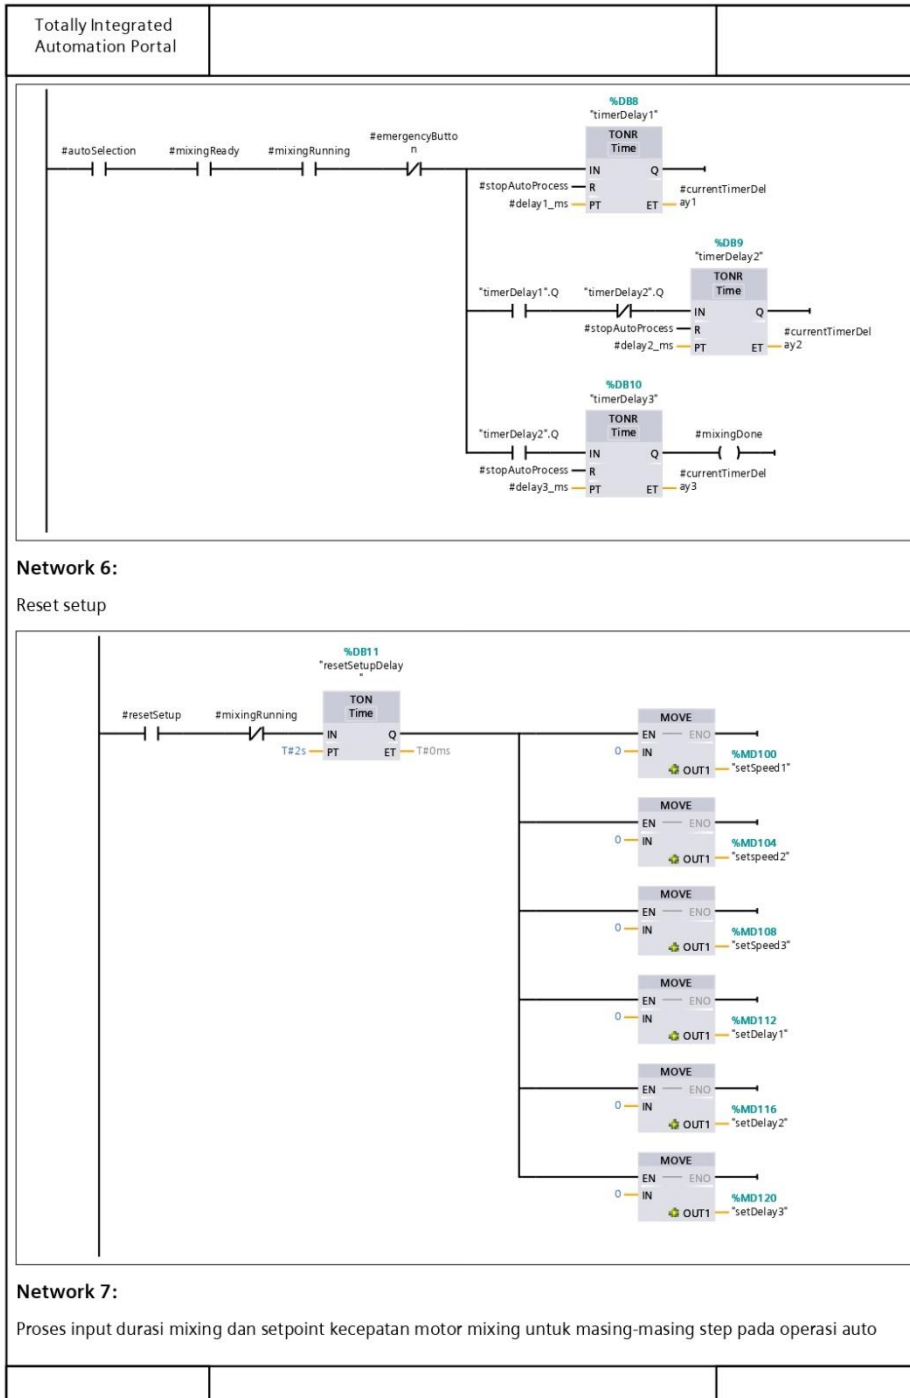 Totally Integrated
Automation Portal
%DB8
"timerDelay1"
TONR
Time
#autoSelection
#mixingReady
#mixingRunning
#emergencyButto
n
IN
Q
#stopAutoProcess
R
#currentTimerDel
ay1
#delay1_ms
PT
ET
%DB9
"timerDelay2"
TONR
Time
"timerDelay1".Q
"timerDelay2".Q
IN
Q
#stopAutoProcess
R
#currentTimerDel
ay2
#delay2_ms
PT
ET
%DB10
"timerDelay3"
TONR
Time
"timerDelay2".Q
#mixingDone
IN
Q
#stopAutoProcess
R
#currentTimerDel
ay3
#delay3_ms
PT
ET
Network 6:
Reset setup
%DB11
"resetSetupDelay
"
TON
Time
#resetSetup
#mixingRunning
IN
Q
T#2s
PT
ET
T#0ms
MOVE
EN
ENO
0
IN
%MD100
OUT1
"setSpeed1"
MOVE
EN
ENO
0
IN
%MD104
OUT1
"setspeed2"
MOVE
EN
ENO
0
IN
%MD108
OUT1
"setSpeed3"
MOVE
EN
ENO
0
IN
%MD112
OUT1
"setDelay1"
MOVE
EN
ENO
0
IN
%MD116
OUT1
"setDelay2"
MOVE
EN
ENO
0
IN
%MD120
OUT1
"setDelay3"
Network 7:
Proses input durasi mixing dan setpoint kecepatan motor mixing untuk masing-masing step pada operasi auto